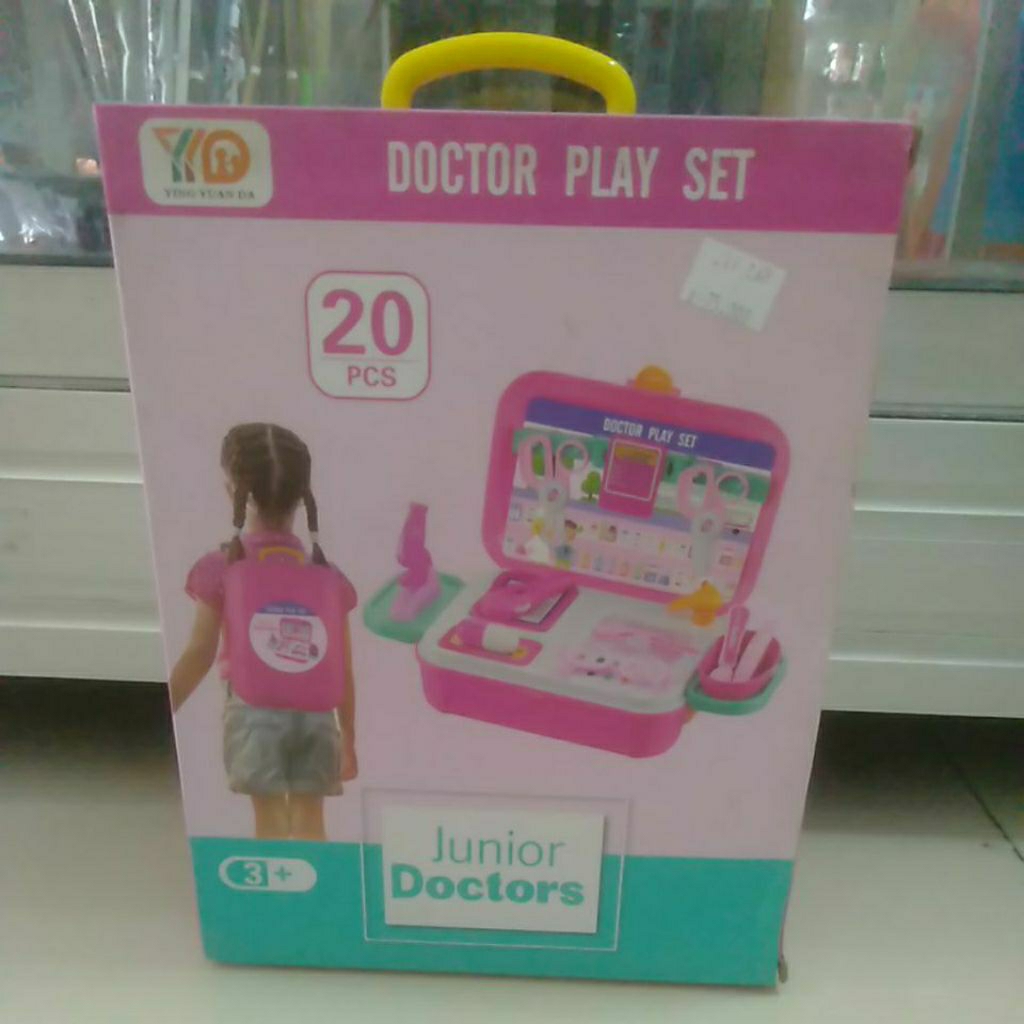 YING YUAN DA
DOCTOR PLAY SET
20
PCS
DOCTOR PLAY SET
Junior
Doctors
3+